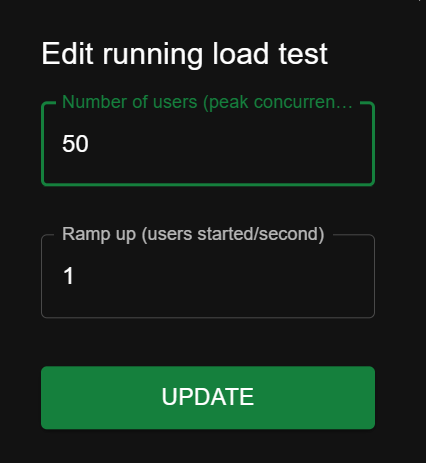 Edit running load test
Number of users (peak concurren…
50
Ramp up (users started/second)
1
UPDATE